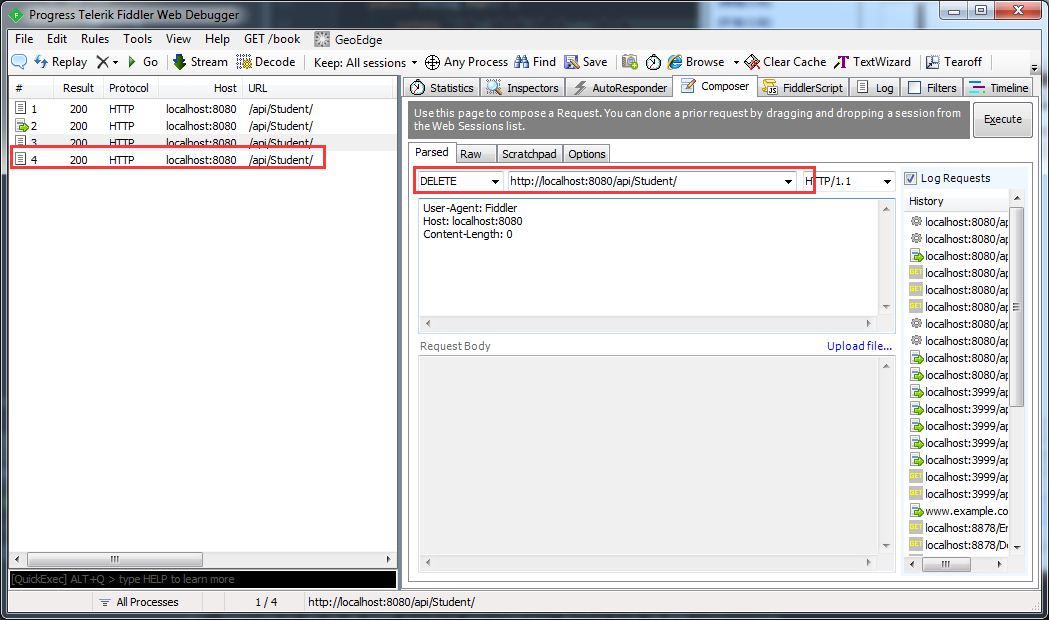 Progress Telerik Fiddler Web Debugger
File Edit Rules Tools View Help GET /book GeoEdge
Replay Go Stream Decode Keep: All sessions Any Process Find Save Browse Clear Cache TextWizard Tearoff
# Result Protocol Host URL
1 200 HTTP localhost:8080 /api/Student/
2 200 HTTP localhost:8080 /api/Student/
3 200 HTTP localhost:8080 /api/Student/
4 200 HTTP localhost:8080 /api/Student/
[QuickExec] ALT+Q > type HELP to learn more
Statistics Inspectors AutoResponder Composer FiddlerScript Log Filters Timeline
Use this page to compose a Request. You can clone a prior request by dragging and dropping a session from
the Web Sessions list.
Execute
Parsed Raw Scratchpad Options
DELETE http://localhost:8080/api/Student/ HTTP/1.1
User-Agent: Fiddler
Host: localhost:8080
Content-Length: 0
Request Body Upload file...
Log Requests
History
localhost:8080/ap
localhost:8080/ap
localhost:8080/ap
GET localhost:8080/ap
GET localhost:8080/ap
GET localhost:8080/ap
localhost:8080/ap
localhost:8080/ap
localhost:8080/ap
localhost:8080/ap
localhost:3999/ap
localhost:3999/ap
localhost:3999/ap
localhost:3999/ap
localhost:3999/ap
GET localhost:3999/ap
GET localhost:3999/ap
www.example.co
GET localhost:8878/Er
GET localhost:8878/De
All Processes 1 / 4 http://localhost:8080/api/Student/